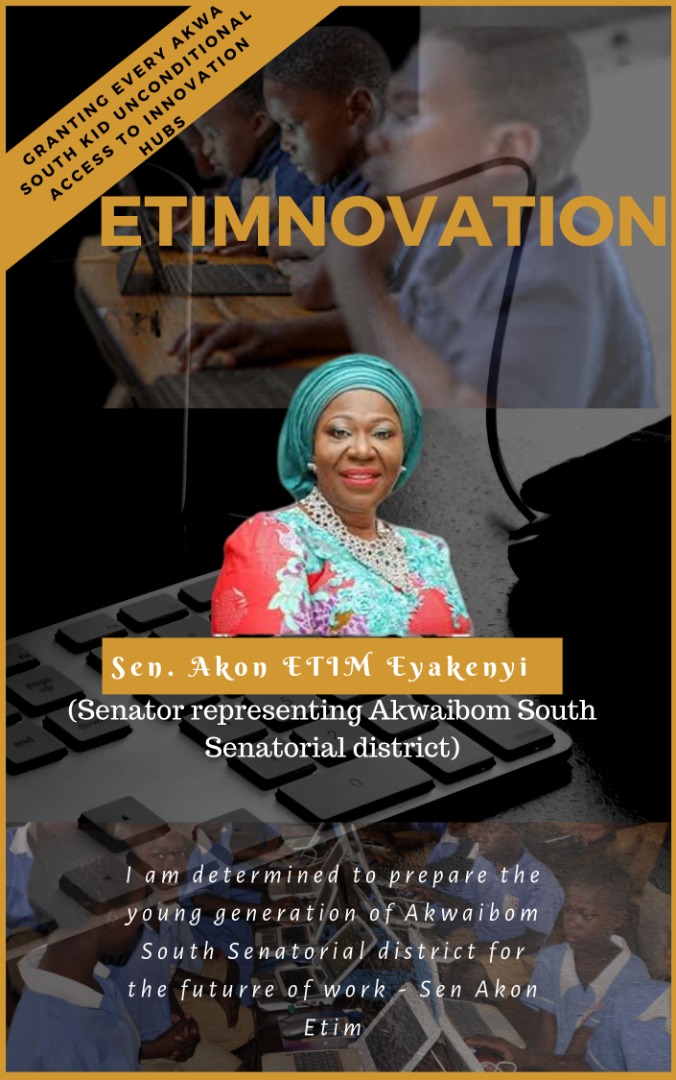 GRANTING EVERY AKWA
SOUTH KID UNCONDITIONAL
ACCESS TO INNOVATION
HUBS
ETIMNOVATION
Sen. Akon ETIM Eyakenyi
(Senator representing Akwaibom South
Senatorial district)
I am determined to prepare the
young generation of Akwaibom
South Senatorial district for
the futurre of work - Sen Akon
Etim